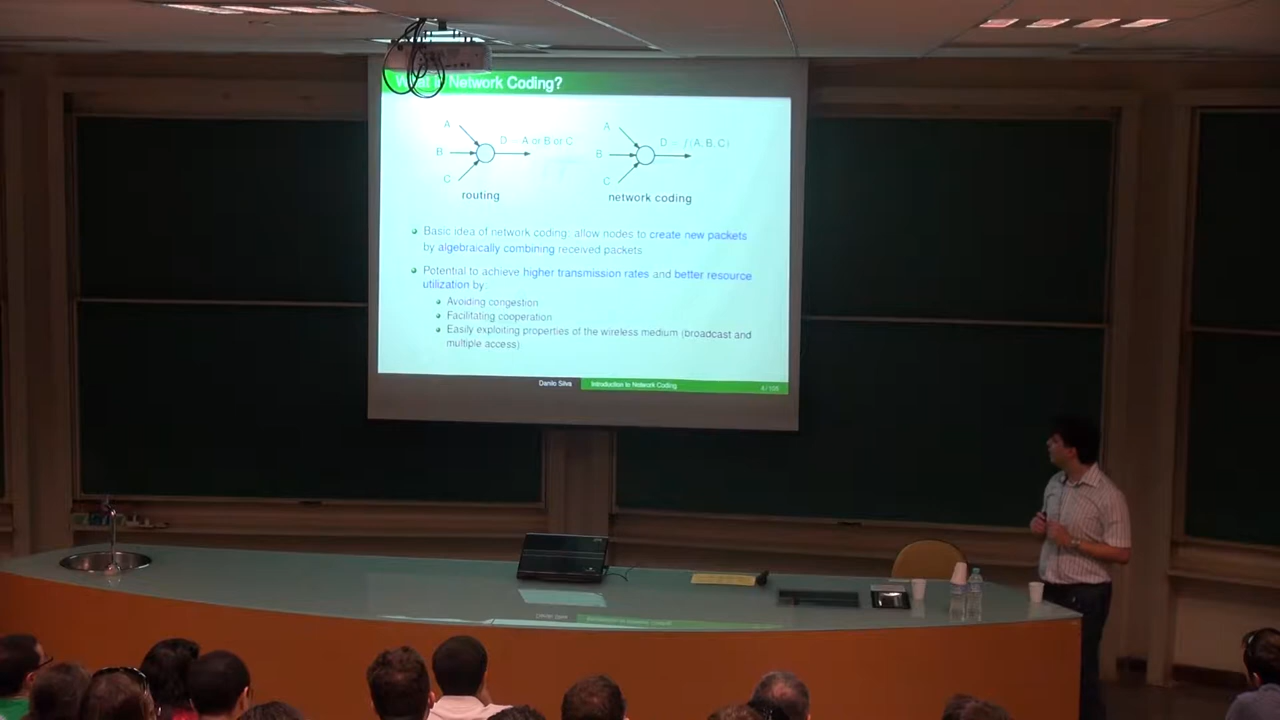 What is Network Coding?
A
B
C
D = A or B or C
routing
A
B
C
D = f(A, B, C)
network coding
Basic idea of network coding: allow nodes to create new packets
by algebraically combining received packets
Potential to achieve higher transmission rates and better resource
utilization by:
Avoiding congestion
Facilitating cooperation
Easily exploiting properties of the wireless medium (broadcast and
multiple access)
Danilo Silva
Introduction to Network Coding